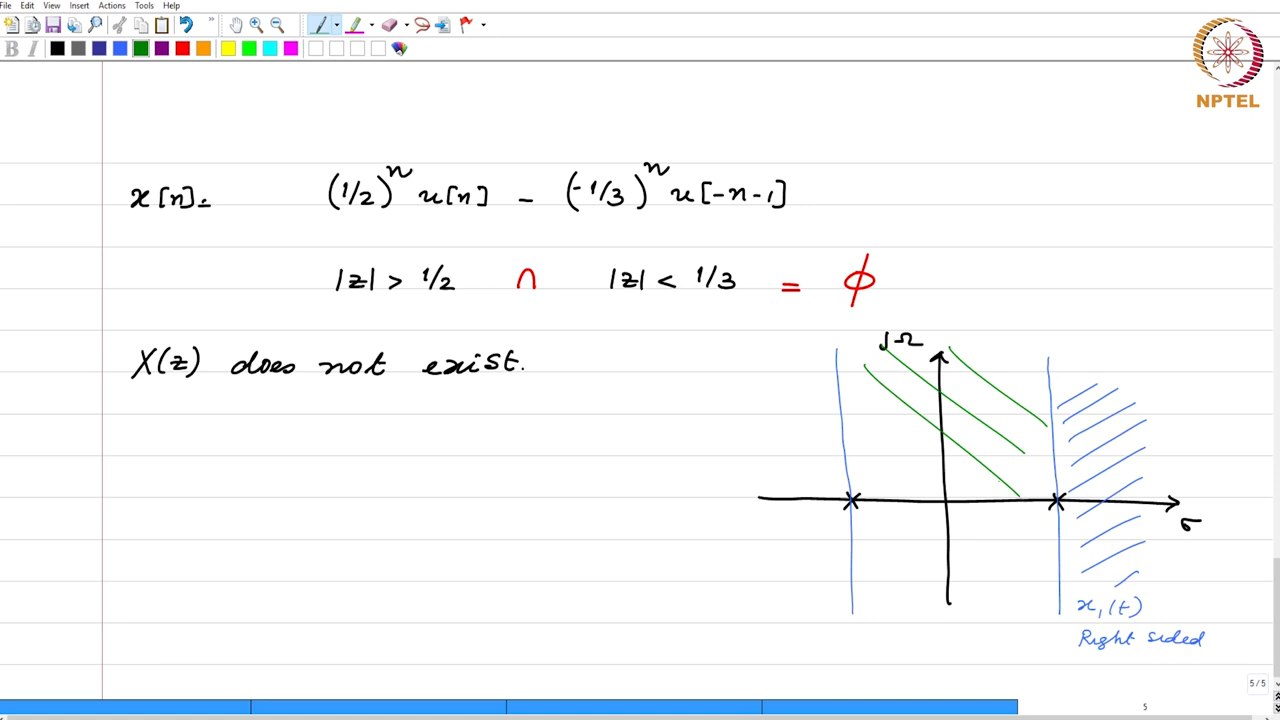 File Edit View Insert Actions Tools Help
NPTEL
x[n]= (1/2)^n u[n] - (-1/3)^n u[-n-1]
|z| > 1/2 ∩ |z| < 1/3 = ϕ
X(z) does not exist.
jΩ
σ
x₁(t)
Right sided
5 / 5
5